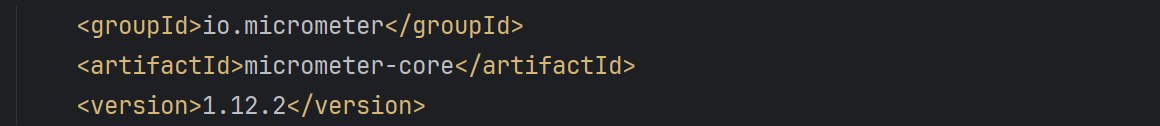 <groupId>io.micrometer</groupId>
<artifactId>micrometer-core</artifactId>
<version>1.12.2</version>